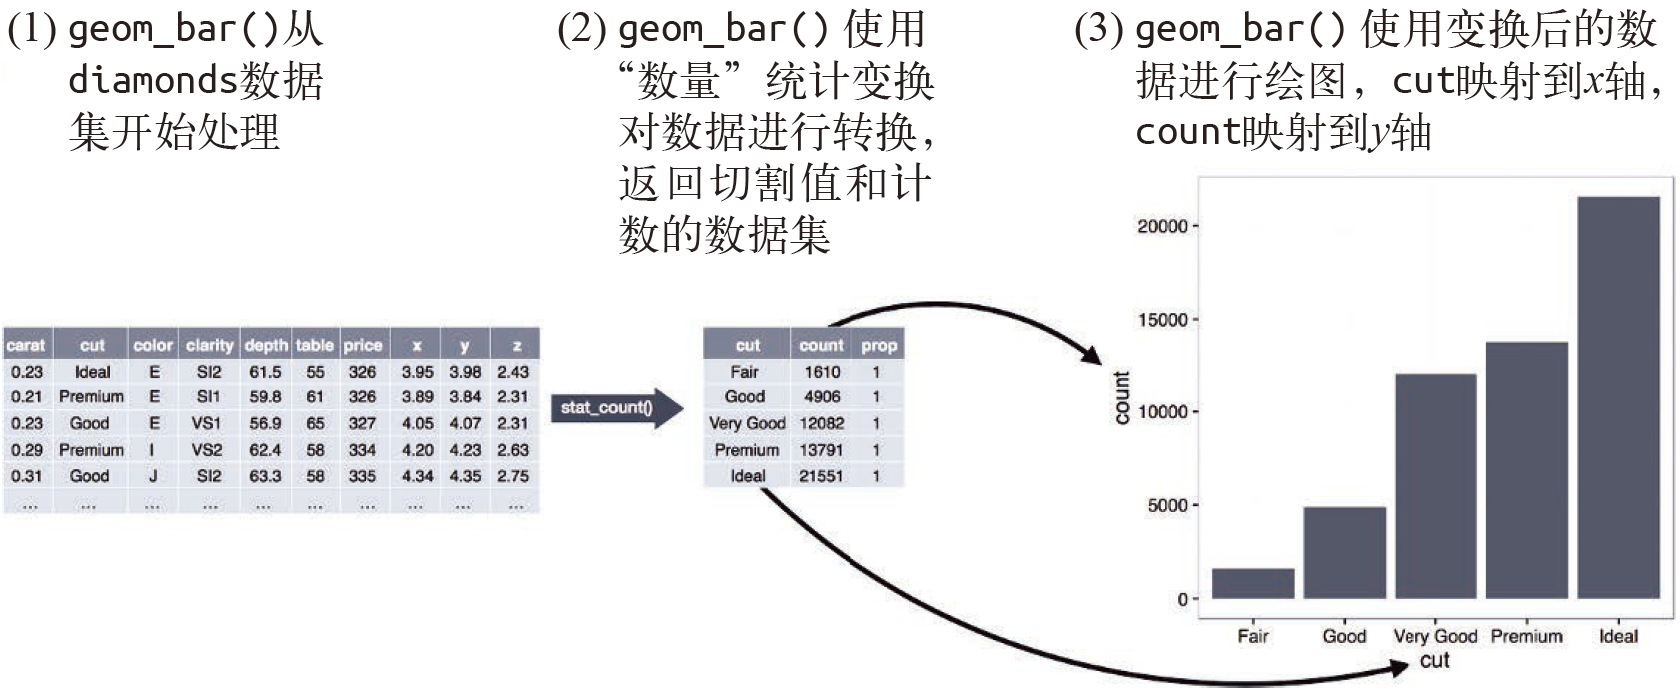 (1) geom_bar()从
diamonds数据
集开始处理
(2) geom_bar() 使用
“数量”统计变换
对数据进行转换，
返回切割值和计
数的数据集
(3) geom_bar() 使用变换后的数
据进行绘图，cut映射到x轴，
count映射到y轴
carat cut color clarity depth table price x y z
0.23 Ideal E SI2 61.5 55 326 3.95 3.98 2.43
0.21 Premium E SI1 59.8 61 326 3.89 3.84 2.31
0.23 Good E VS1 56.9 65 327 4.05 4.07 2.31
0.29 Premium I VS2 62.4 58 334 4.20 4.23 2.63
0.31 Good J SI2 63.3 58 335 4.34 4.35 2.75
... ... ... ... ... ... ... ... ... ...
stat_count()
cut count prop
Fair 1610 1
Good 4906 1
Very Good 12082 1
Premium 13791 1
Ideal 21551 1
count
20000
15000
10000
5000
0
Fair Good Very Good Premium Ideal
cut